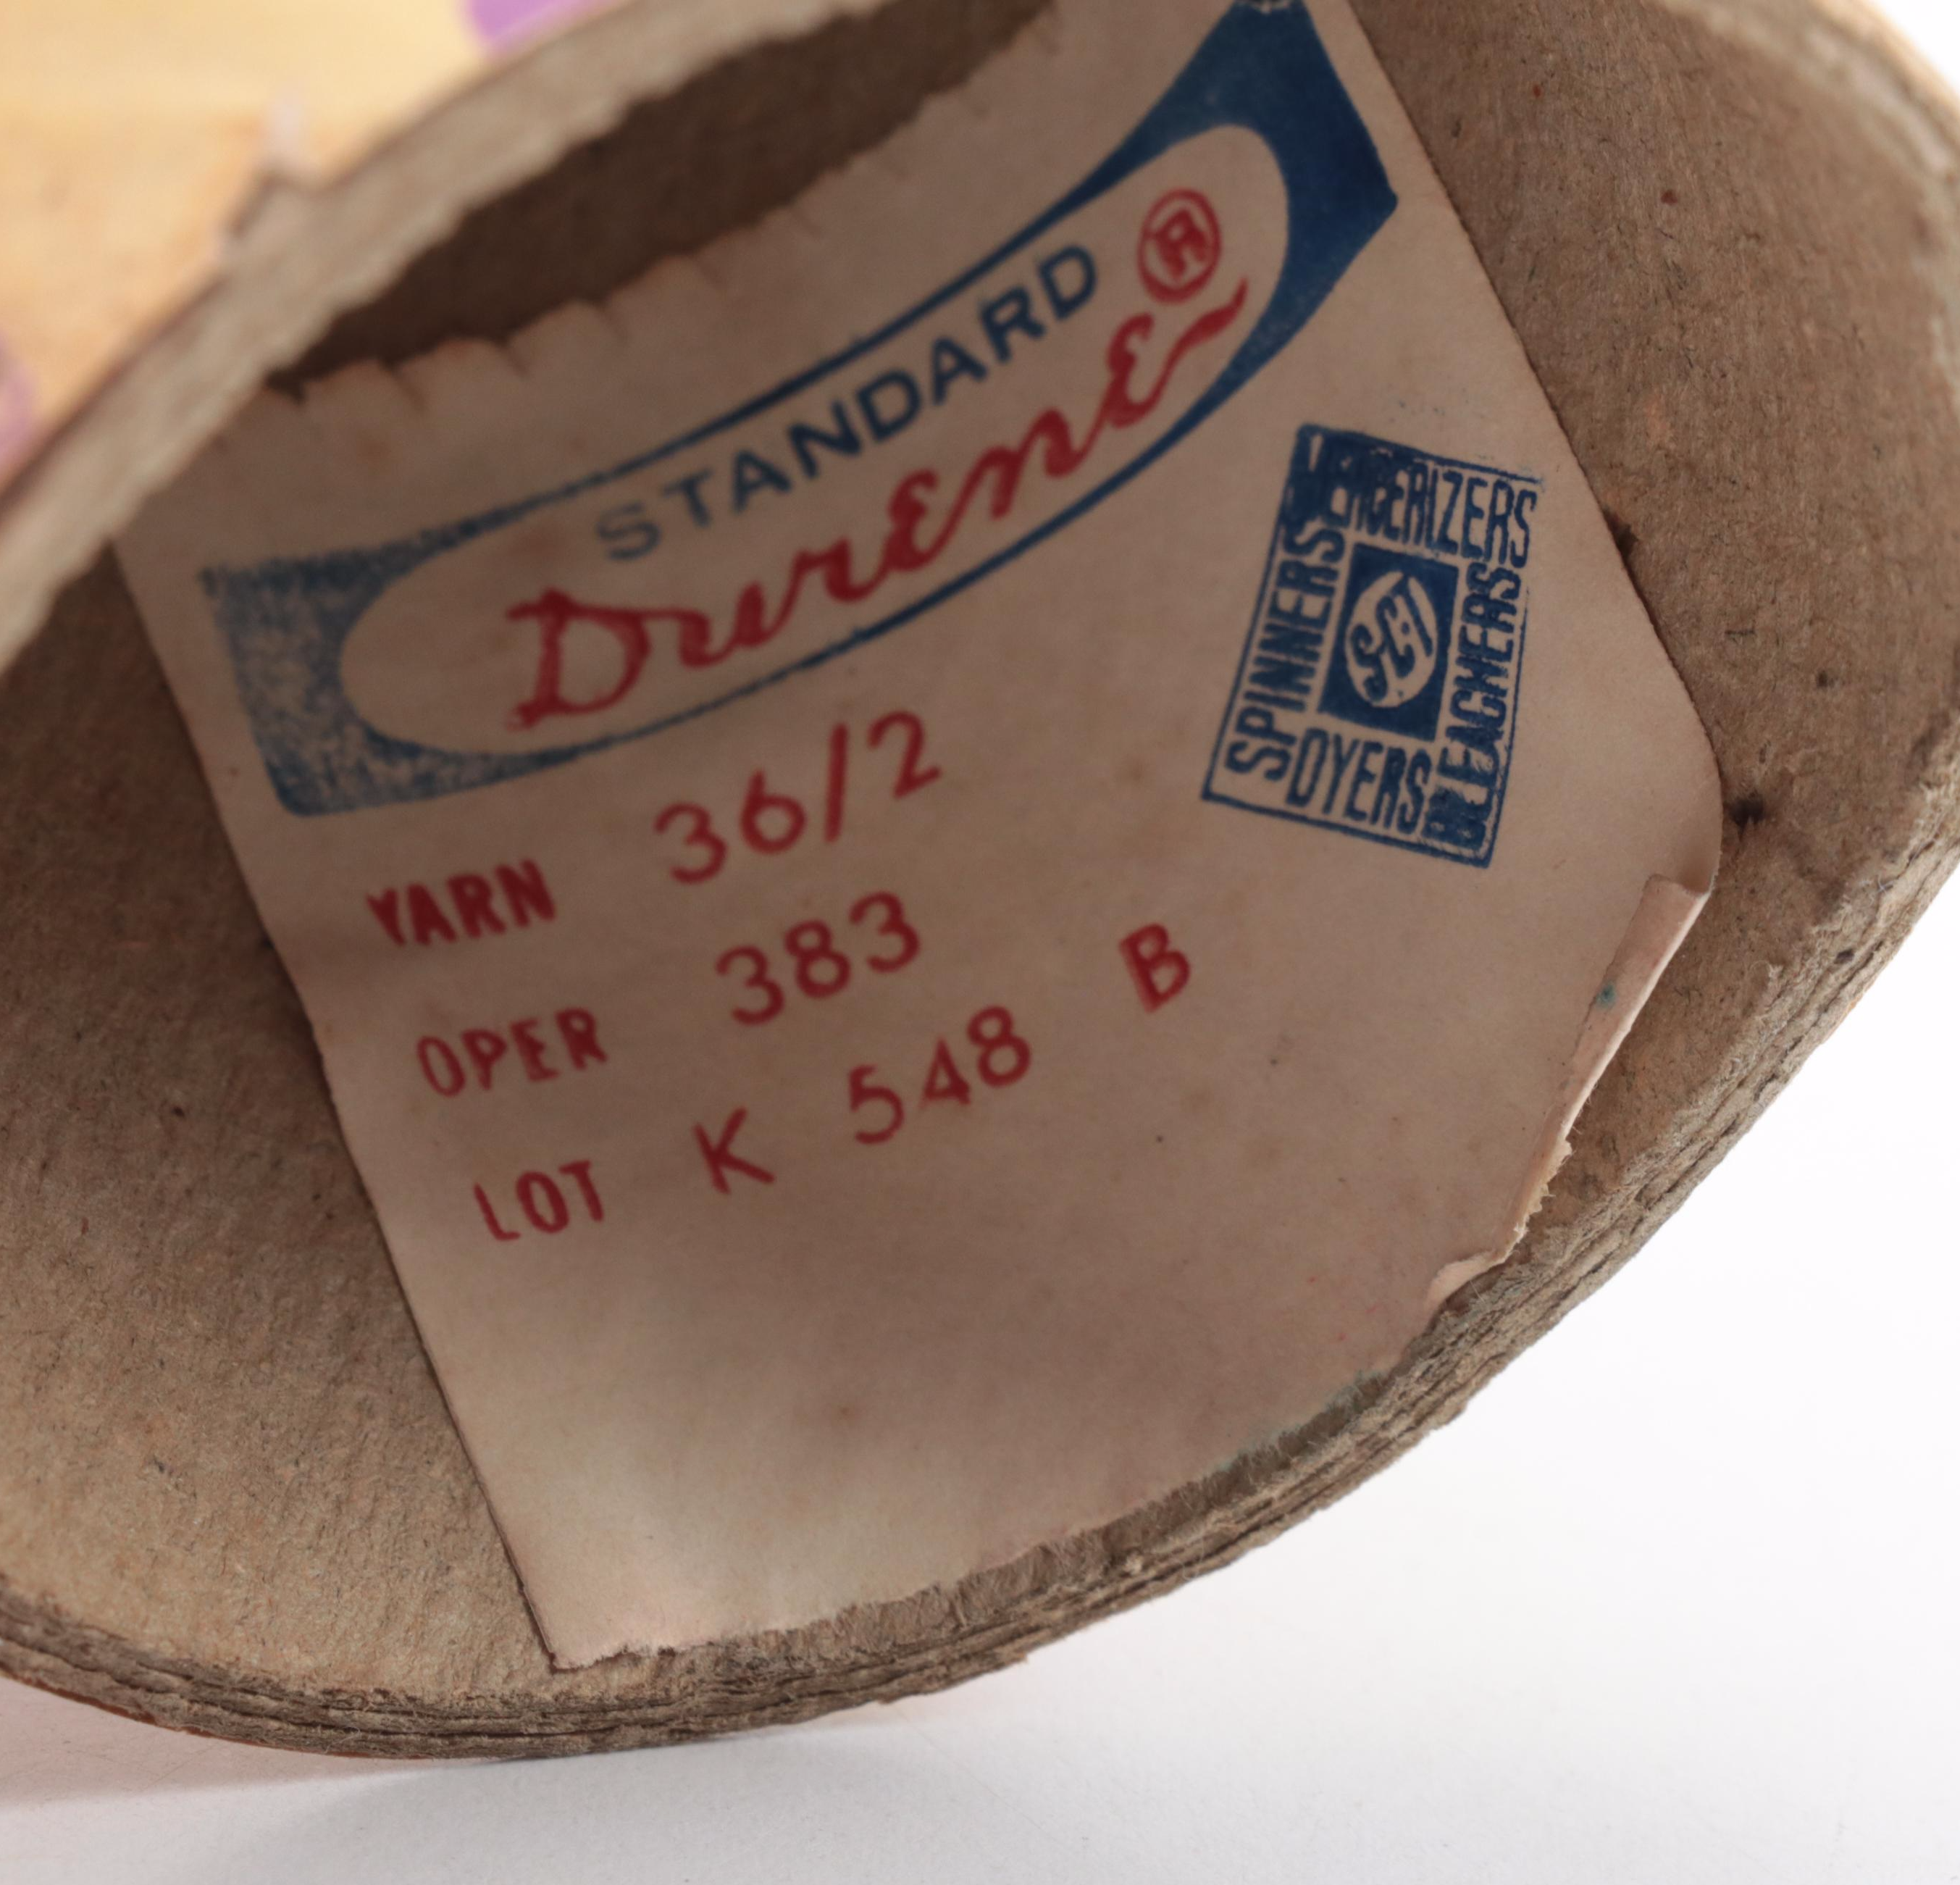 STANDARD ®
Durene
MERCERIZERS
SPINNERS
DYERS
BLEACHERS
YARN 36/2
OPER 383
LOT K 548 B